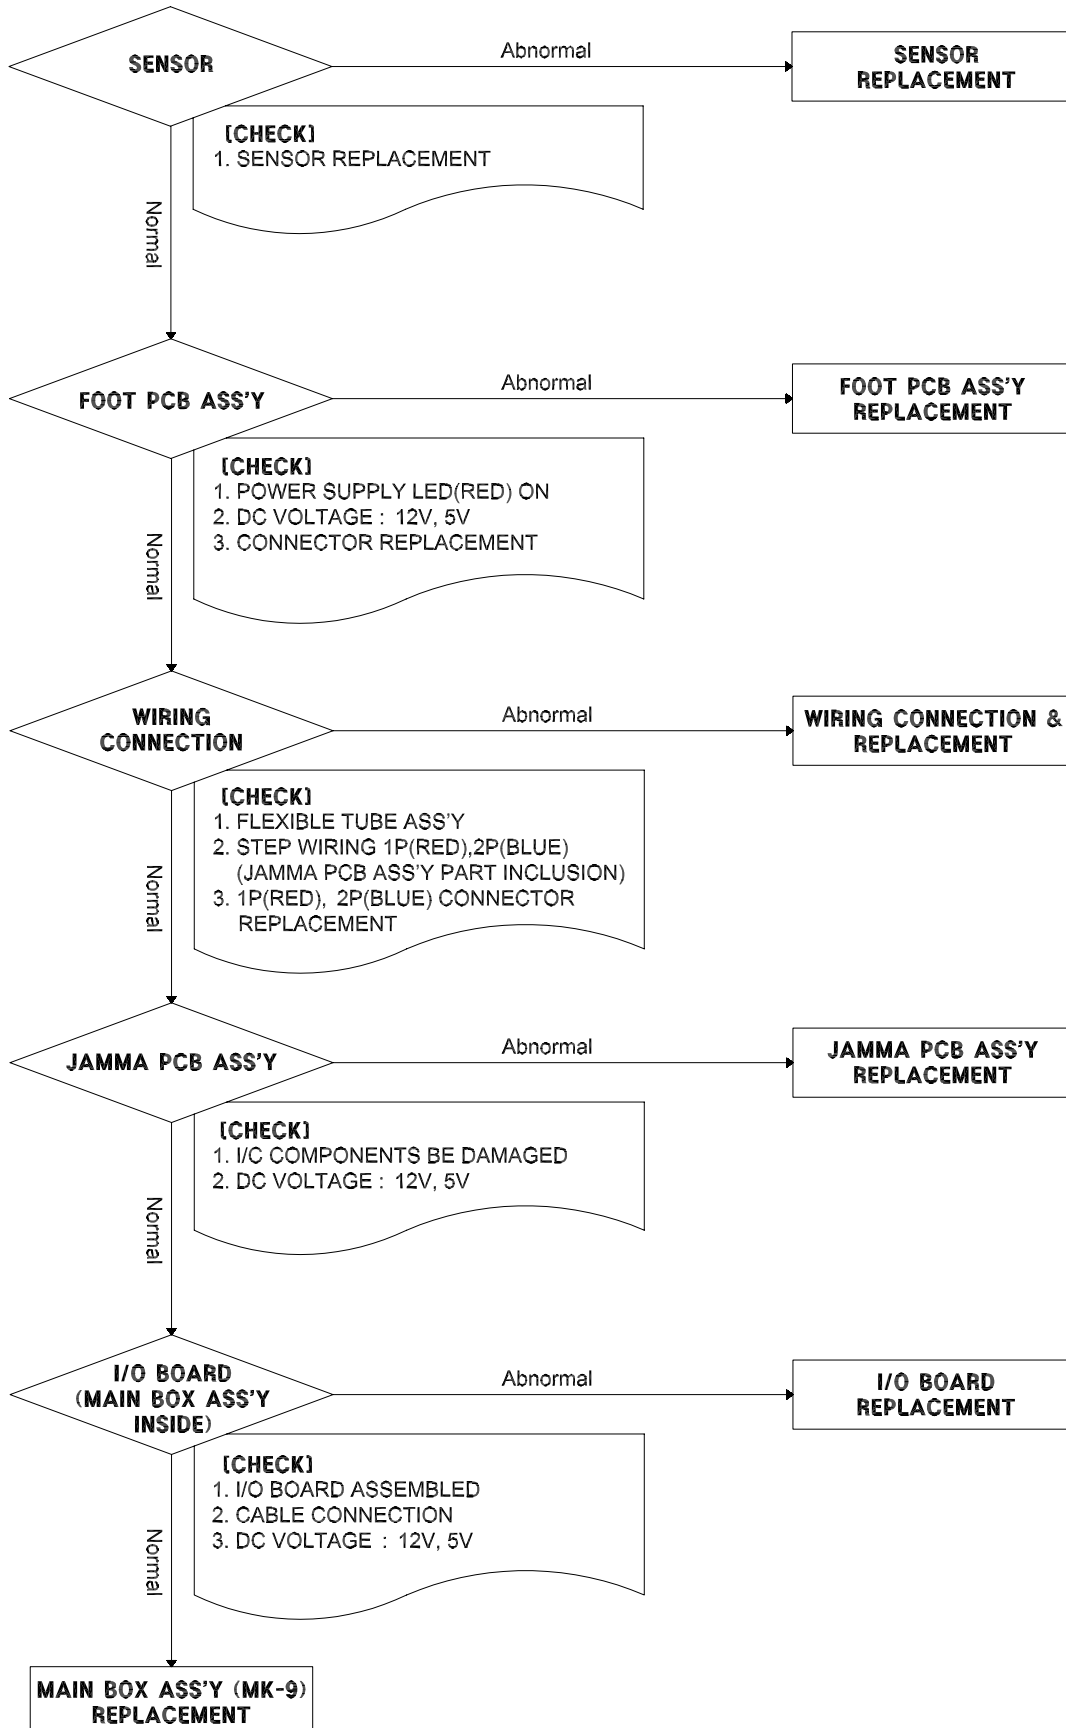 SENSOR
Abnormal
SENSOR
REPLACEMENT
[CHECK]
1. SENSOR REPLACEMENT
Normal
FOOT PCB ASS'Y
Abnormal
FOOT PCB ASS'Y
REPLACEMENT
[CHECK]
1. POWER SUPPLY LED(RED) ON
2. DC VOLTAGE : 12V, 5V
3. CONNECTOR REPLACEMENT
Normal
WIRING
CONNECTION
Abnormal
WIRING CONNECTION &
REPLACEMENT
[CHECK]
1. FLEXIBLE TUBE ASS'Y
2. STEP WIRING 1P(RED),2P(BLUE)
(JAMMA PCB ASS'Y PART INCLUSION)
3. 1P(RED), 2P(BLUE) CONNECTOR
REPLACEMENT
Normal
JAMMA PCB ASS'Y
Abnormal
JAMMA PCB ASS'Y
REPLACEMENT
[CHECK]
1. I/C COMPONENTS BE DAMAGED
2. DC VOLTAGE : 12V, 5V
Normal
I/O BOARD
(MAIN BOX ASS'Y
INSIDE)
Abnormal
I/O BOARD
REPLACEMENT
[CHECK]
1. I/O BOARD ASSEMBLED
2. CABLE CONNECTION
3. DC VOLTAGE : 12V, 5V
Normal
MAIN BOX ASS'Y (MK-9)
REPLACEMENT